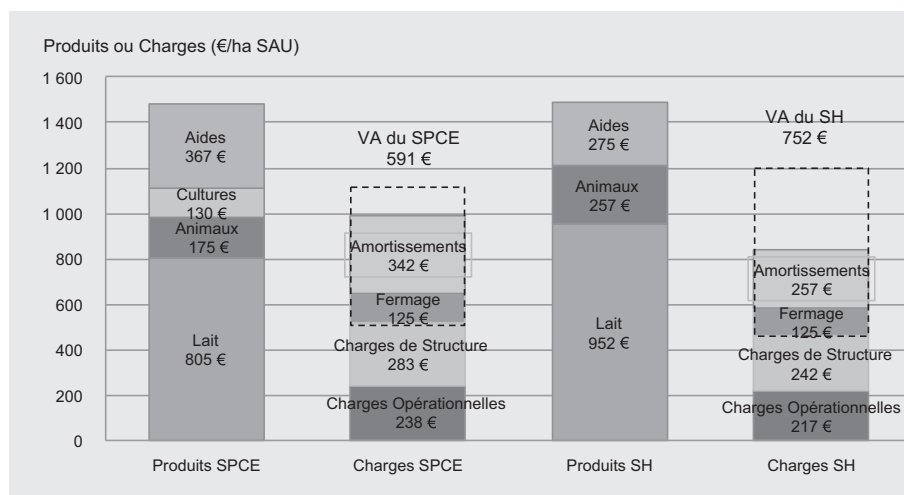 Produits ou Charges (€/ha SAU)
1 600
1 400
1 200
1 000
800
600
400
200
0
Aides
367 €
Cultures
130 €
Animaux
175 €
Lait
805 €
Produits SPCE
VA du SPCE
591 €
Amortissements
342 €
Fermage
125 €
Charges de Structure
283 €
Charges Opérationnelles
238 €
Charges SPCE
Aides
275 €
Animaux
257 €
Lait
952 €
Produits SH
VA du SH
752 €
Amortissements
257 €
Fermage
125 €
Charges de Structure
242 €
Charges Opérationnelles
217 €
Charges SH